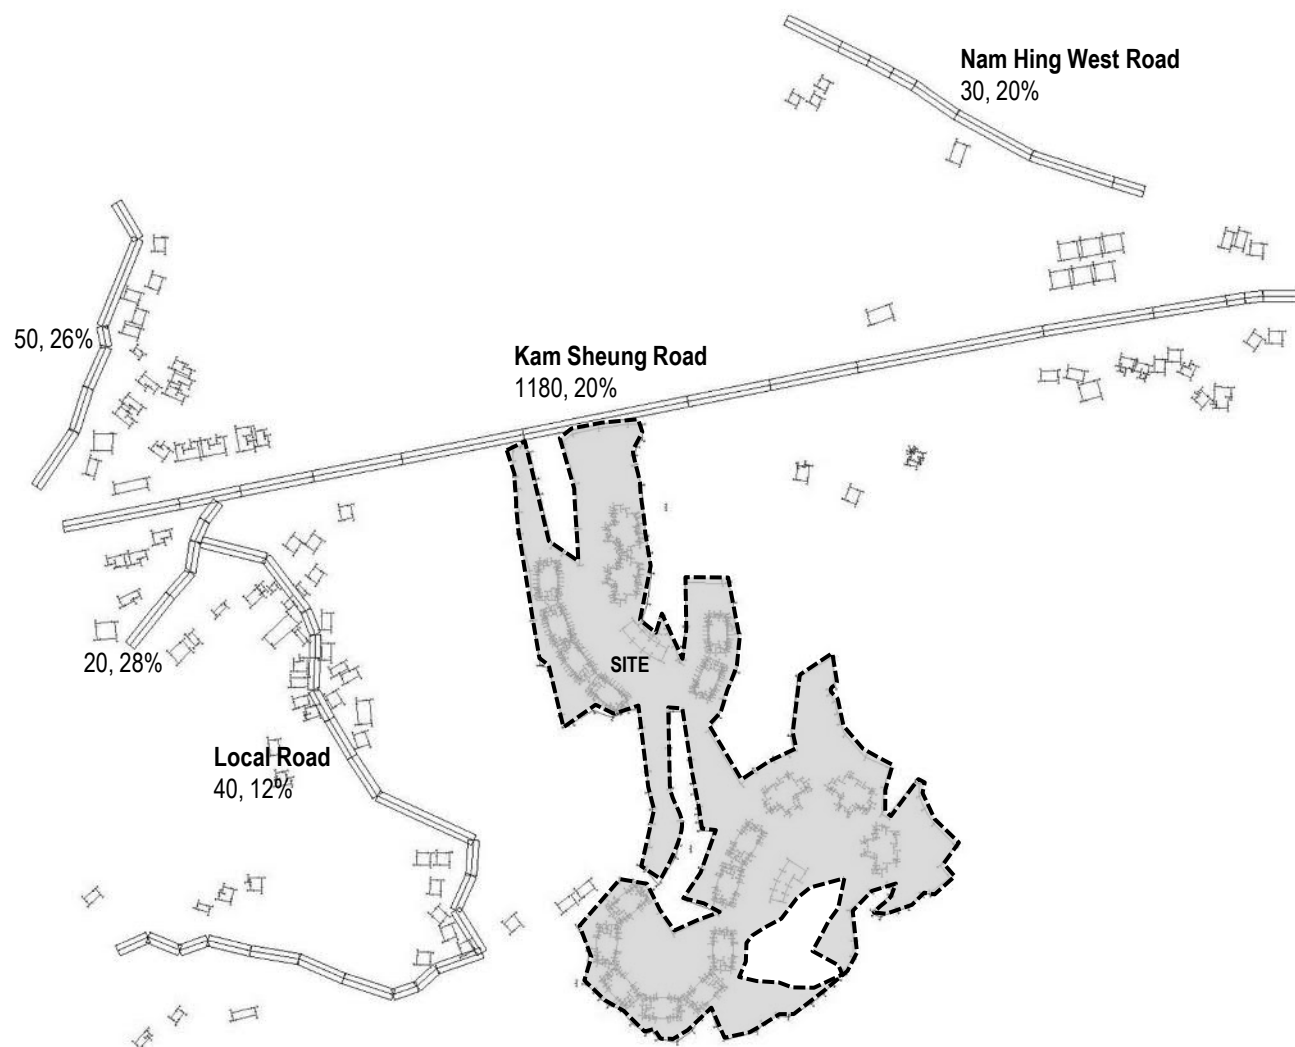 Nam Hing West Road
30, 20%
50, 26%
Kam Sheung Road
1180, 20%
SITE
20, 28%
Local Road
40, 12%